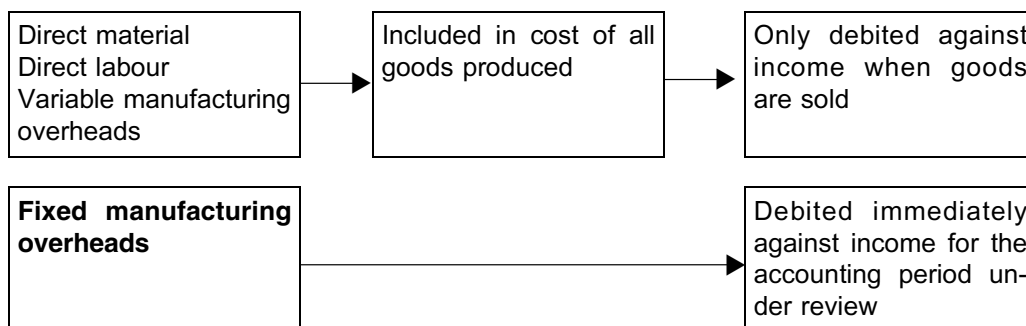 Direct material
Direct labour
Variable manufacturing
overheads
Included in cost of all
goods produced
Only debited against
income when goods
are sold
Fixed manufacturing
overheads
Debited immediately
against income for the
accounting period un-
der review